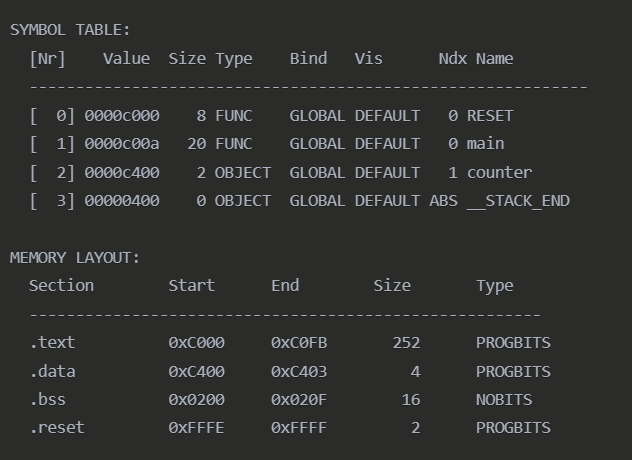 SYMBOL TABLE:
[Nr] Value Size Type Bind Vis Ndx Name
------------------------------------------------------------
[ 0] 0000c000 8 FUNC GLOBAL DEFAULT 0 RESET
[ 1] 0000c00a 20 FUNC GLOBAL DEFAULT 0 main
[ 2] 0000c400 2 OBJECT GLOBAL DEFAULT 1 counter
[ 3] 00000400 0 OBJECT GLOBAL DEFAULT ABS __STACK_END
MEMORY LAYOUT:
Section Start End Size Type
-------------------------------------------------------
.text 0xC000 0xC0FB 252 PROGBITS
.data 0xC400 0xC403 4 PROGBITS
.bss 0x0200 0x020F 16 NOBITS
.reset 0xFFFE 0xFFFF 2 PROGBITS